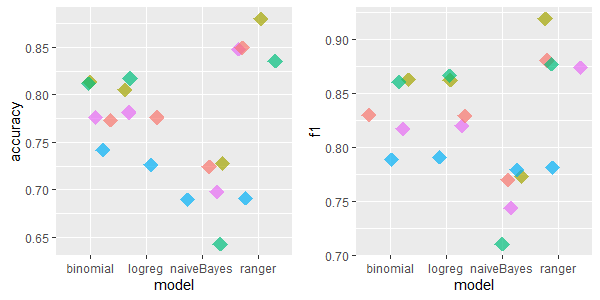 accuracy
0.85
0.80
0.75
0.70
0.65
binomial logreg naiveBayes ranger
model
f1
0.90
0.85
0.80
0.75
0.70
binomial logreg naiveBayes ranger
model